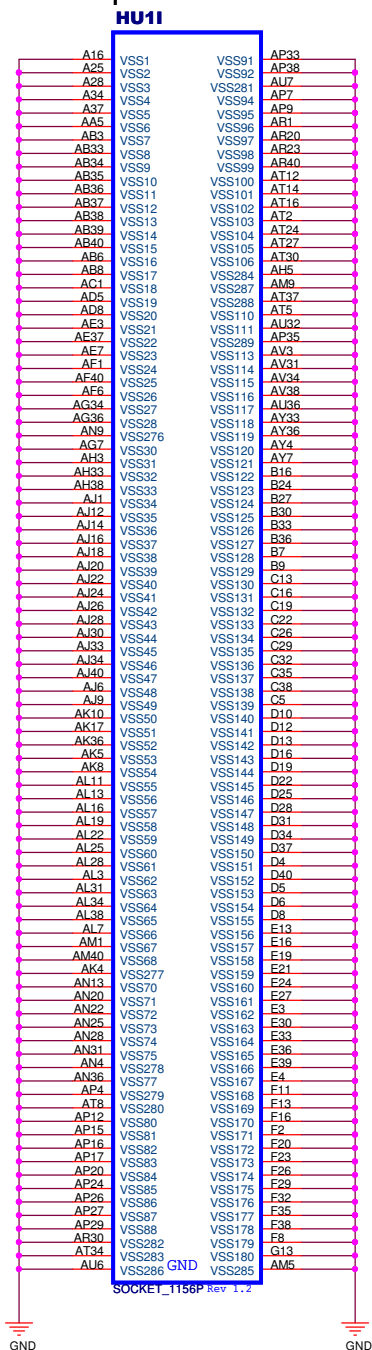 HU1I
A16 VSS1 VSS91 AP33
A25 VSS2 VSS92 AP38
A28 VSS3 VSS281 AU7
A34 VSS4 VSS94 AP7
A37 VSS5 VSS95 AP9
AA5 VSS6 VSS96 AR1
AB3 VSS7 VSS97 AR20
AB33 VSS8 VSS98 AR23
AB34 VSS9 VSS99 AR40
AB35 VSS10 VSS100 AT12
AB36 VSS11 VSS101 AT14
AB37 VSS12 VSS102 AT16
AB38 VSS13 VSS103 AT2
AB39 VSS14 VSS104 AT24
AB40 VSS15 VSS105 AT27
AB6 VSS16 VSS106 AT30
AB8 VSS17 VSS284 AH5
AC1 VSS18 VSS287 AM9
AD5 VSS19 VSS288 AT37
AD8 VSS20 VSS110 AT5
AE3 VSS21 VSS111 AU32
AE37 VSS22 VSS289 AP35
AE7 VSS23 VSS113 AV3
AF1 VSS24 VSS114 AV31
AF40 VSS25 VSS115 AV34
AF6 VSS26 VSS116 AV38
AG34 VSS27 VSS117 AU36
AG36 VSS28 VSS118 AY33
AN9 VSS276 VSS119 AY36
AG7 VSS30 VSS120 AY4
AH3 VSS31 VSS121 AY7
AH33 VSS32 VSS122 B16
AH38 VSS33 VSS123 B24
AJ1 VSS34 VSS124 B27
AJ12 VSS35 VSS125 B30
AJ14 VSS36 VSS126 B33
AJ16 VSS37 VSS127 B36
AJ18 VSS38 VSS128 B7
AJ20 VSS39 VSS129 B9
AJ22 VSS40 VSS130 C13
AJ24 VSS41 VSS131 C16
AJ26 VSS42 VSS132 C19
AJ28 VSS43 VSS133 C22
AJ30 VSS44 VSS134 C26
AJ33 VSS45 VSS135 C29
AJ34 VSS46 VSS136 C32
AJ40 VSS47 VSS137 C35
AJ6 VSS48 VSS138 C38
AJ9 VSS49 VSS139 C5
AK10 VSS50 VSS140 D10
AK17 VSS51 VSS141 D12
AK36 VSS52 VSS142 D13
AK5 VSS53 VSS143 D16
AK8 VSS54 VSS144 D19
AL11 VSS55 VSS145 D22
AL13 VSS56 VSS146 D25
AL16 VSS57 VSS147 D28
AL19 VSS58 VSS148 D31
AL22 VSS59 VSS149 D34
AL25 VSS60 VSS150 D37
AL28 VSS61 VSS151 D4
AL3 VSS62 VSS152 D40
AL31 VSS63 VSS153 D5
AL34 VSS64 VSS154 D6
AL38 VSS65 VSS155 D8
AL7 VSS66 VSS156 E13
AM1 VSS67 VSS157 E16
AM40 VSS68 VSS158 E19
AK4 VSS277 VSS159 E21
AN13 VSS70 VSS160 E24
AN20 VSS71 VSS161 E27
AN22 VSS72 VSS162 E3
AN25 VSS73 VSS163 E30
AN28 VSS74 VSS164 E33
AN31 VSS75 VSS165 E36
AN4 VSS278 VSS166 E39
AN36 VSS77 VSS167 E4
AP4 VSS279 VSS168 F11
AT8 VSS280 VSS169 F13
AP12 VSS80 VSS170 F16
AP15 VSS81 VSS171 F2
AP16 VSS82 VSS172 F20
AP17 VSS83 VSS173 F23
AP20 VSS84 VSS174 F26
AP24 VSS85 VSS175 F29
AP26 VSS86 VSS176 F32
AP27 VSS87 VSS177 F35
AP29 VSS88 VSS178 F38
AR30 VSS282 VSS179 F8
AT34 VSS283 VSS180 G13
AU6 VSS286 GND VSS285 AM5
SOCKET_1156P Rev 1.2
GND GND